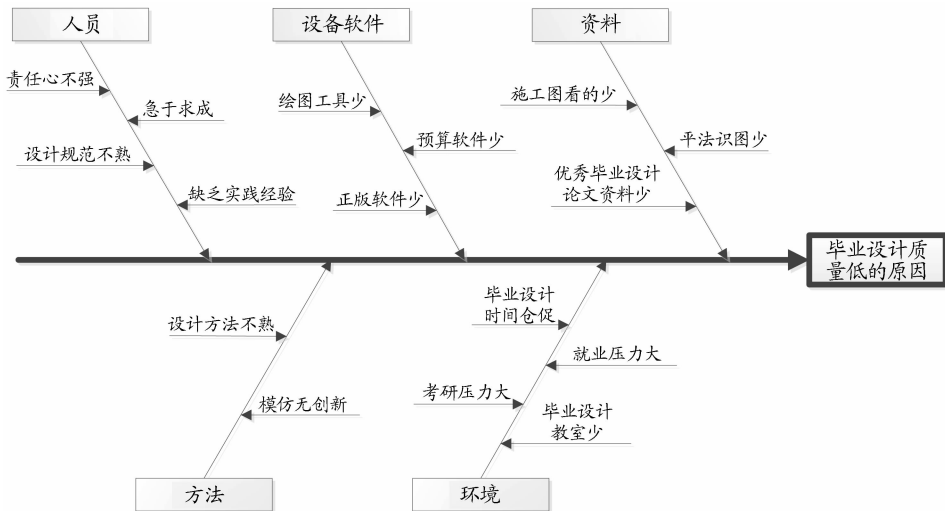 人员
设备软件
资料
责任心不强
急于求成
设计规范不熟
缺乏实践经验
绘图工具少
预算软件少
正版软件少
施工图看的少
平法识图少
优秀毕业设计
论文资料少
毕业设计质
量低的原因
设计方法不熟
模仿无创新
毕业设计
时间仓促
就业压力大
考研压力大
毕业设计
教室少
方法
环境